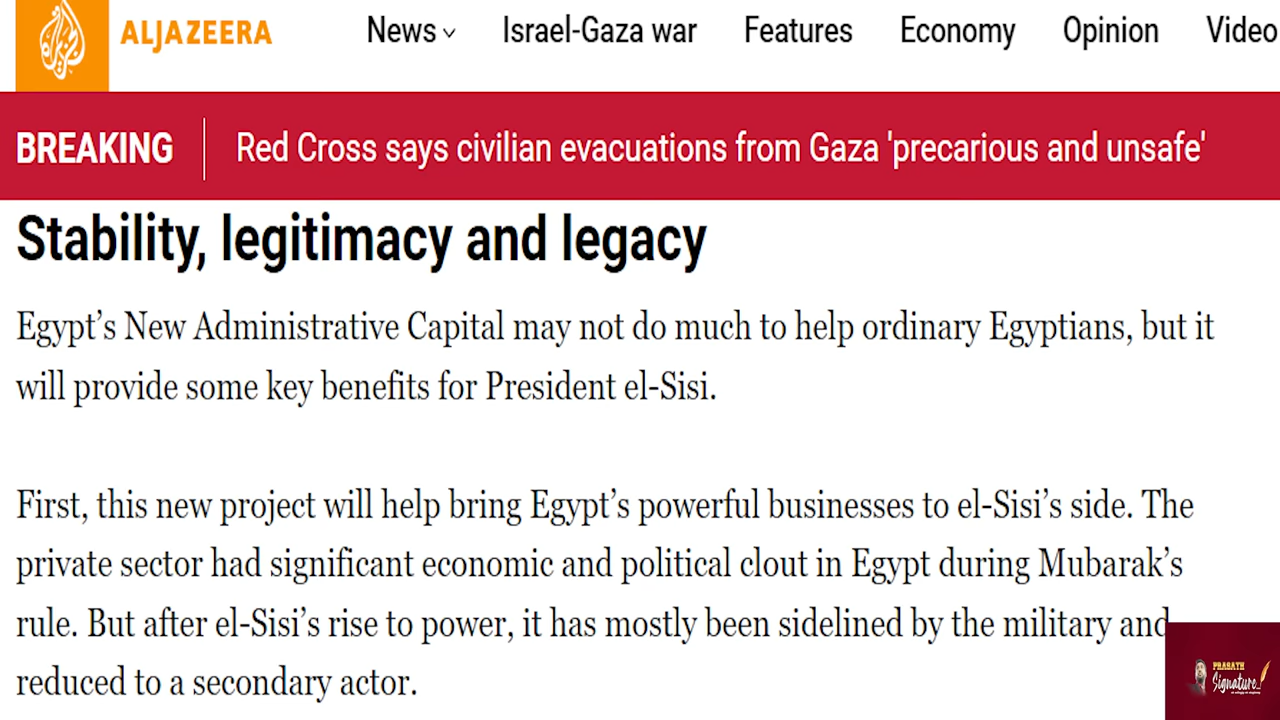 ALJAZEERA
News
Israel-Gaza war
Features
Economy
Opinion
Video
BREAKING
Red Cross says civilian evacuations from Gaza 'precarious and unsafe'
Stability, legitimacy and legacy
Egypt’s New Administrative Capital may not do much to help ordinary Egyptians, but it
will provide some key benefits for President el-Sisi.
First, this new project will help bring Egypt’s powerful businesses to el-Sisi’s side. The
private sector had significant economic and political clout in Egypt during Mubarak’s
rule. But after el-Sisi’s rise to power, it has mostly been sidelined by the military and
reduced to a secondary actor.
PRASATH
Signature